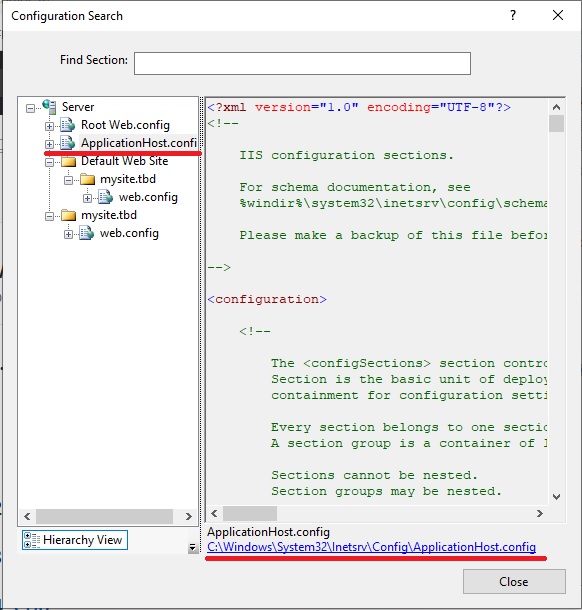 Configuration Search
Find Section:
Server
Root Web.config
ApplicationHost.confi
Default Web Site
mysite.tbd
web.config
mysite.tbd
web.config
Hierarchy View
<?xml version="1.0" encoding="UTF-8"?>
<!--
IIS configuration sections.
For schema documentation, see
%windir%\system32\inetsrv\config\schema
Please make a backup of this file befor
-->
<configuration>
<!--
The <configSections> section contro
Section is the basic unit of deploy
containment for configuration setti
Every section belongs to one sectio
A section group is a container of l
Sections cannot be nested.
Section groups may be nested.
ApplicationHost.config
C:\Windows\System32\Inetsrv\Config\ApplicationHost.config
Close